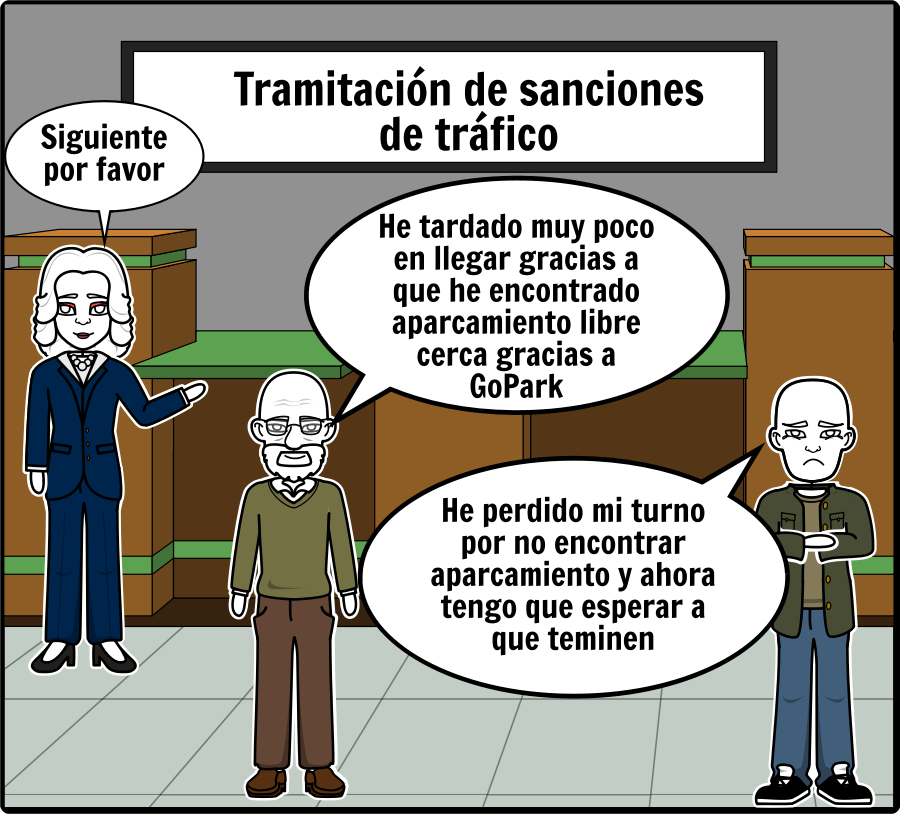 Tramitación de sanciones
de tráfico
Siguiente
por favor
He tardado muy poco
en llegar gracias a
que he encontrado
aparcamiento libre
cerca gracias a
GoPark
He perdido mi turno
por no encontrar
aparcamiento y ahora
tengo que esperar a
que teminen